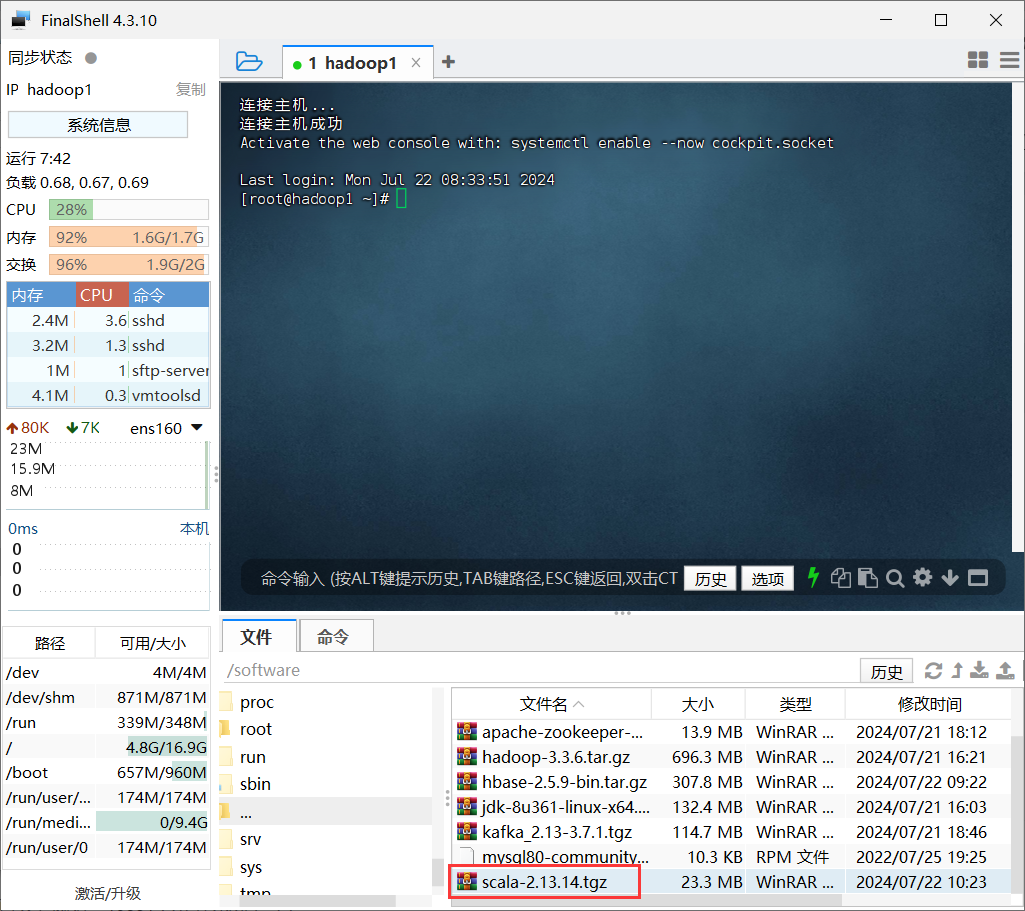 FinalShell 4.3.10
同步状态
IP hadoop1 复制
系统信息
运行 7:42
负载 0.68, 0.67, 0.69
CPU 28%
内存 92% 1.6G/1.7G
交换 96% 1.9G/2G
内存 CPU 命令
2.4M 3.6 sshd
3.2M 1.3 sshd
1M 1 sftp-server
4.1M 0.3 vmtoolsd
80K 7K ens160
23M
15.9M
8M
0ms 本机
0
0
0
路径 可用/大小
/dev 4M/4M
/dev/shm 871M/871M
/run 339M/348M
/ 4.8G/16.9G
/boot 657M/960M
/run/user/... 174M/174M
/run/medi... 0/9.4G
/run/user/0 174M/174M
激活/升级
1 hadoop1
连接主机...
连接主机成功
Activate the web console with: systemctl enable --now cockpit.socket
Last login: Mon Jul 22 08:33:51 2024
[root@hadoop1 ~]#
命令输入 (按ALT键提示历史,TAB键路径,ESC键返回,双击CT 历史 选项
文件 命令
/software 历史
proc
root
run
sbin
...
srv
sys
tmp
文件名 大小 类型 修改时间
apache-zookeeper-... 13.9 MB WinRAR ... 2024/07/21 18:12
hadoop-3.3.6.tar.gz 696.3 MB WinRAR ... 2024/07/21 16:21
hbase-2.5.9-bin.tar.gz 307.8 MB WinRAR ... 2024/07/22 09:22
jdk-8u361-linux-x64.... 132.4 MB WinRAR ... 2024/07/21 16:03
kafka_2.13-3.7.1.tgz 114.7 MB WinRAR ... 2024/07/21 18:46
mysql80-community... 10.3 KB RPM 文件 2022/07/25 19:25
scala-2.13.14.tgz 23.3 MB WinRAR ... 2024/07/22 10:23